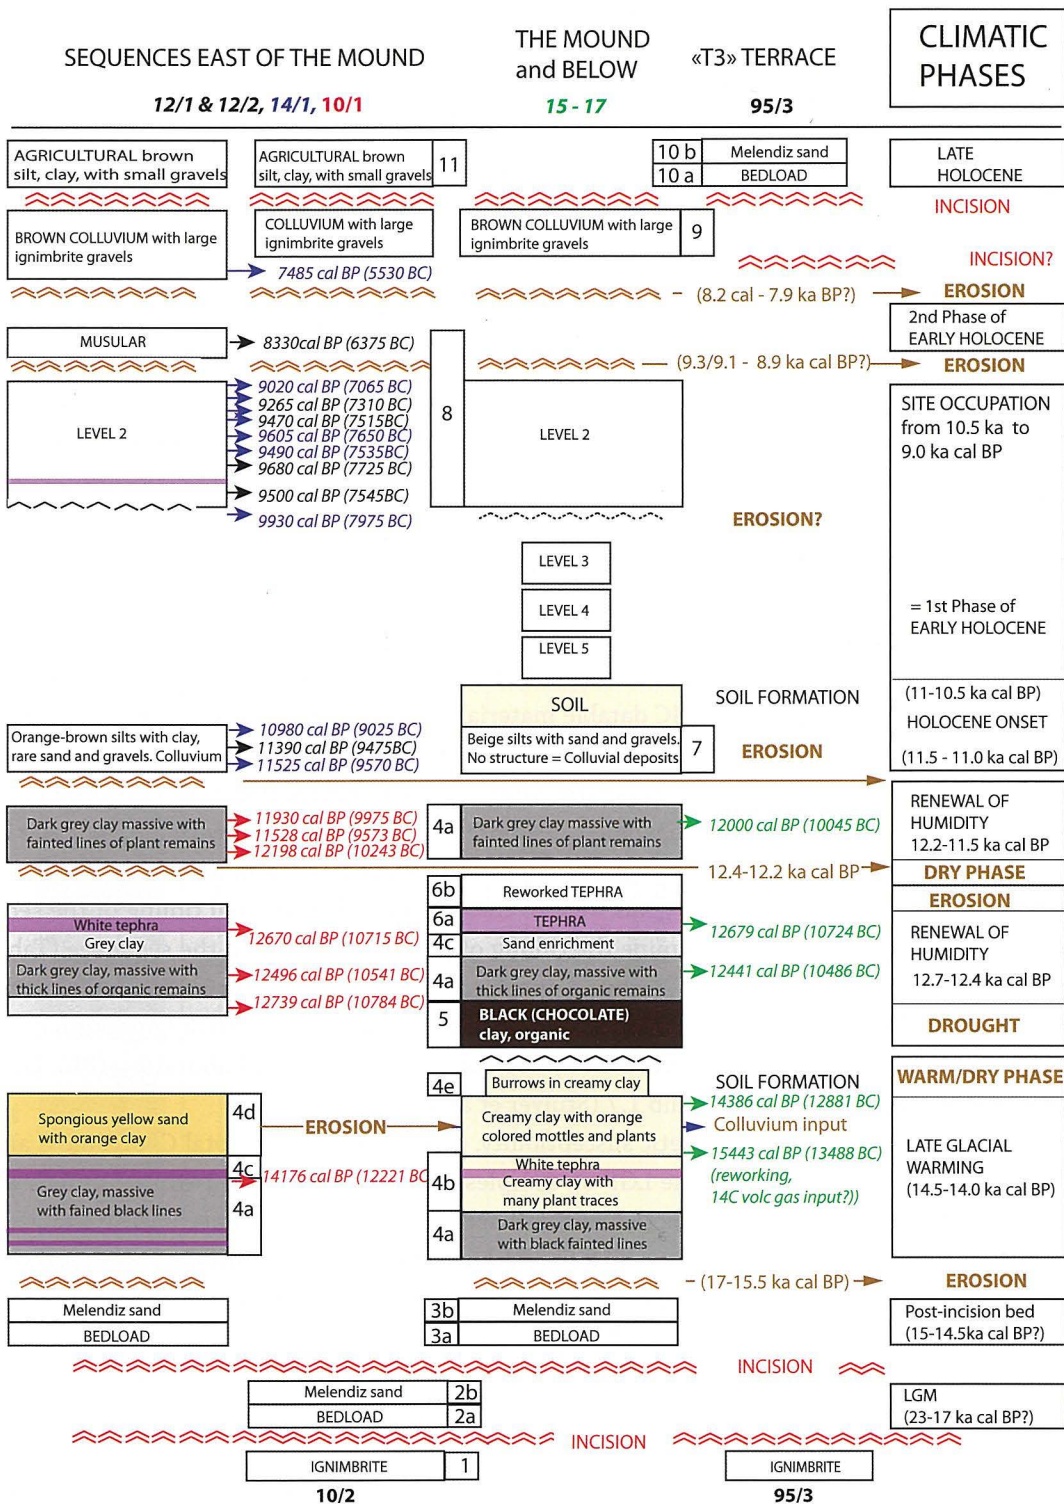 SEQUENCES EAST OF THE MOUND
12/1 & 12/2, 14/1, 10/1
THE MOUND
and BELOW
15 - 17
«T3» TERRACE
95/3
CLIMATIC
PHASES
AGRICULTURAL brown
silt, clay, with small gravels
AGRICULTURAL brown
silt, clay, with small gravels
11
10 b
Melendiz sand
10 a
BEDLOAD
LATE
HOLOCENE
INCISION
BROWN COLLUVIUM with large
ignimbrite gravels
COLLUVIUM with large
ignimbrite gravels
BROWN COLLUVIUM with large
ignimbrite gravels
9
7485 cal BP (5530 BC)
INCISION?
(8.2 cal - 7.9 ka BP?)
EROSION
MUSULAR
8330cal BP (6375 BC)
2nd Phase of
EARLY HOLOCENE
(9.3/9.1 - 8.9 ka cal BP?)
EROSION
LEVEL 2
9020 cal BP (7065 BC)
9265 cal BP (7310 BC)
9470 cal BP (7515BC)
9605 cal BP (7650 BC)
9490 cal BP (7535BC)
9680 cal BP (7725 BC)
9500 cal BP (7545BC)
9930 cal BP (7975 BC)
8
LEVEL 2
SITE OCCUPATION
from 10.5 ka to
9.0 ka cal BP
EROSION?
LEVEL 3
LEVEL 4
LEVEL 5
= 1st Phase of
EARLY HOLOCENE
SOIL
SOIL FORMATION
(11-10.5 ka cal BP)
HOLOCENE ONSET
(11.5 - 11.0 ka cal BP)
Orange-brown silts with clay,
rare sand and gravels. Colluvium
10980 cal BP (9025 BC)
11390 cal BP (9475BC)
11525 cal BP (9570 BC)
Beige silts with sand and gravels.
No structure = Colluvial deposits
7
EROSION
Dark grey clay massive with
fainted lines of plant remains
11930 cal BP (9975 BC)
11528 cal BP (9573 BC)
12198 cal BP (10243 BC)
4a
Dark grey clay massive with
fainted lines of plant remains
12000 cal BP (10045 BC)
RENEWAL OF
HUMIDITY
12.2-11.5 ka cal BP
12.4-12.2 ka cal BP
DRY PHASE
EROSION
6b
Reworked TEPHRA
White tephra
Grey clay
12670 cal BP (10715 BC)
6a
TEPHRA
4c
Sand enrichment
12679 cal BP (10724 BC)
RENEWAL OF
HUMIDITY
12.7-12.4 ka cal BP
Dark grey clay, massive with
thick lines of organic remains
12496 cal BP (10541 BC)
12739 cal BP (10784 BC)
4a
Dark grey clay, massive with
thick lines of organic remains
12441 cal BP (10486 BC)
5
BLACK (CHOCOLATE)
clay, organic
DROUGHT
4e
Burrows in creamy clay
SOIL FORMATION
WARM/DRY PHASE
Spongious yellow sand
with orange clay
4d
EROSION
Creamy clay with orange
colored mottles and plants
14386 cal BP (12881 BC)
Colluvium input
15443 cal BP (13488 BC)
(reworking,
14C volc gas input?))
LATE GLACIAL
WARMING
(14.5-14.0 ka cal BP)
4c
14176 cal BP (12221 BC)
4a
Grey clay, massive
with fained black lines
4b
White tephra
Creamy clay with
many plant traces
4a
Dark grey clay, massive
with black fainted lines
(17-15.5 ka cal BP)
EROSION
Melendiz sand
BEDLOAD
3b
Melendiz sand
3a
BEDLOAD
Post-incision bed
(15-14.5ka cal BP?)
INCISION
Melendiz sand
2b
BEDLOAD
2a
LGM
(23-17 ka cal BP?)
INCISION
IGNIMBRITE
1
IGNIMBRITE
10/2
95/3